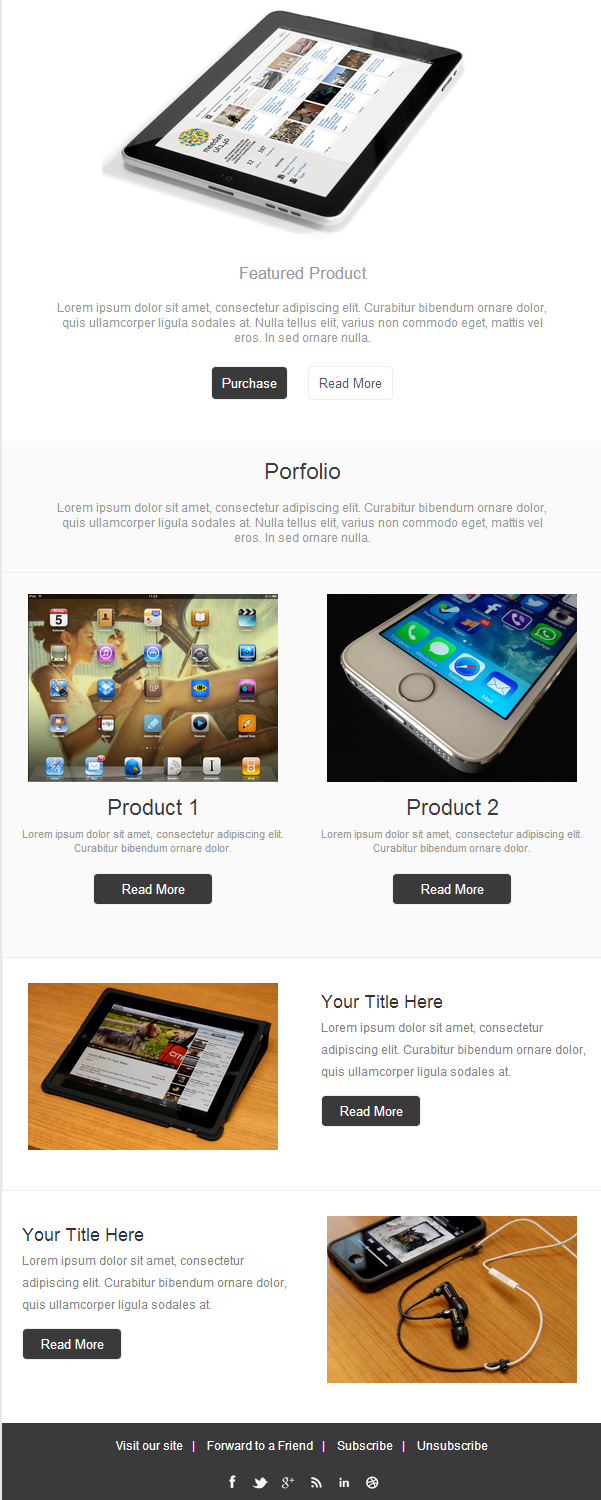 meedan
Featured Product
Lorem ipsum dolor sit amet, consectetur adipiscing elit. Curabitur bibendum ornare dolor,
quis ullamcorper ligula sodales at. Nulla tellus elit, varius non commodo eget, mattis vel
eros. In sed ornare nulla.
Purchase Read More
Porfolio
Lorem ipsum dolor sit amet, consectetur adipiscing elit. Curabitur bibendum ornare dolor,
quis ullamcorper ligula sodales at. Nulla tellus elit, varius non commodo eget, mattis vel
eros. In sed ornare nulla.
Product 1
Lorem ipsum dolor sit amet, consectetur adipiscing elit.
Curabitur bibendum ornare dolor.
Read More
Safari
Mail
Product 2
Lorem ipsum dolor sit amet, consectetur adipiscing elit.
Curabitur bibendum ornare dolor.
Read More
Your Title Here
Lorem ipsum dolor sit amet, consectetur
adipiscing elit. Curabitur bibendum ornare dolor,
quis ullamcorper ligula sodales at.
Read More
Your Title Here
Lorem ipsum dolor sit amet, consectetur
adipiscing elit. Curabitur bibendum ornare dolor,
quis ullamcorper ligula sodales at.
Read More
Visit our site | Forward to a Friend | Subscribe | Unsubscribe